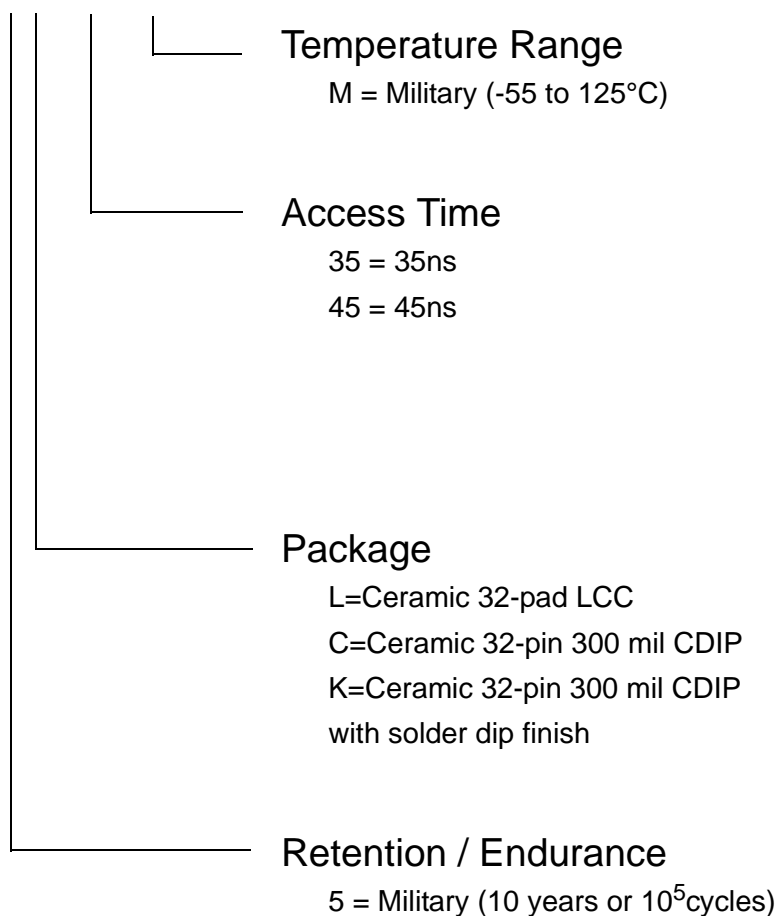 Temperature Range
M = Military (-55 to 125°C)
Access Time
35 = 35ns
45 = 45ns
Package
L=Ceramic 32-pad LCC
C=Ceramic 32-pin 300 mil CDIP
K=Ceramic 32-pin 300 mil CDIP
with solder dip finish
Retention / Endurance
5 = Military (10 years or 10⁵cycles)